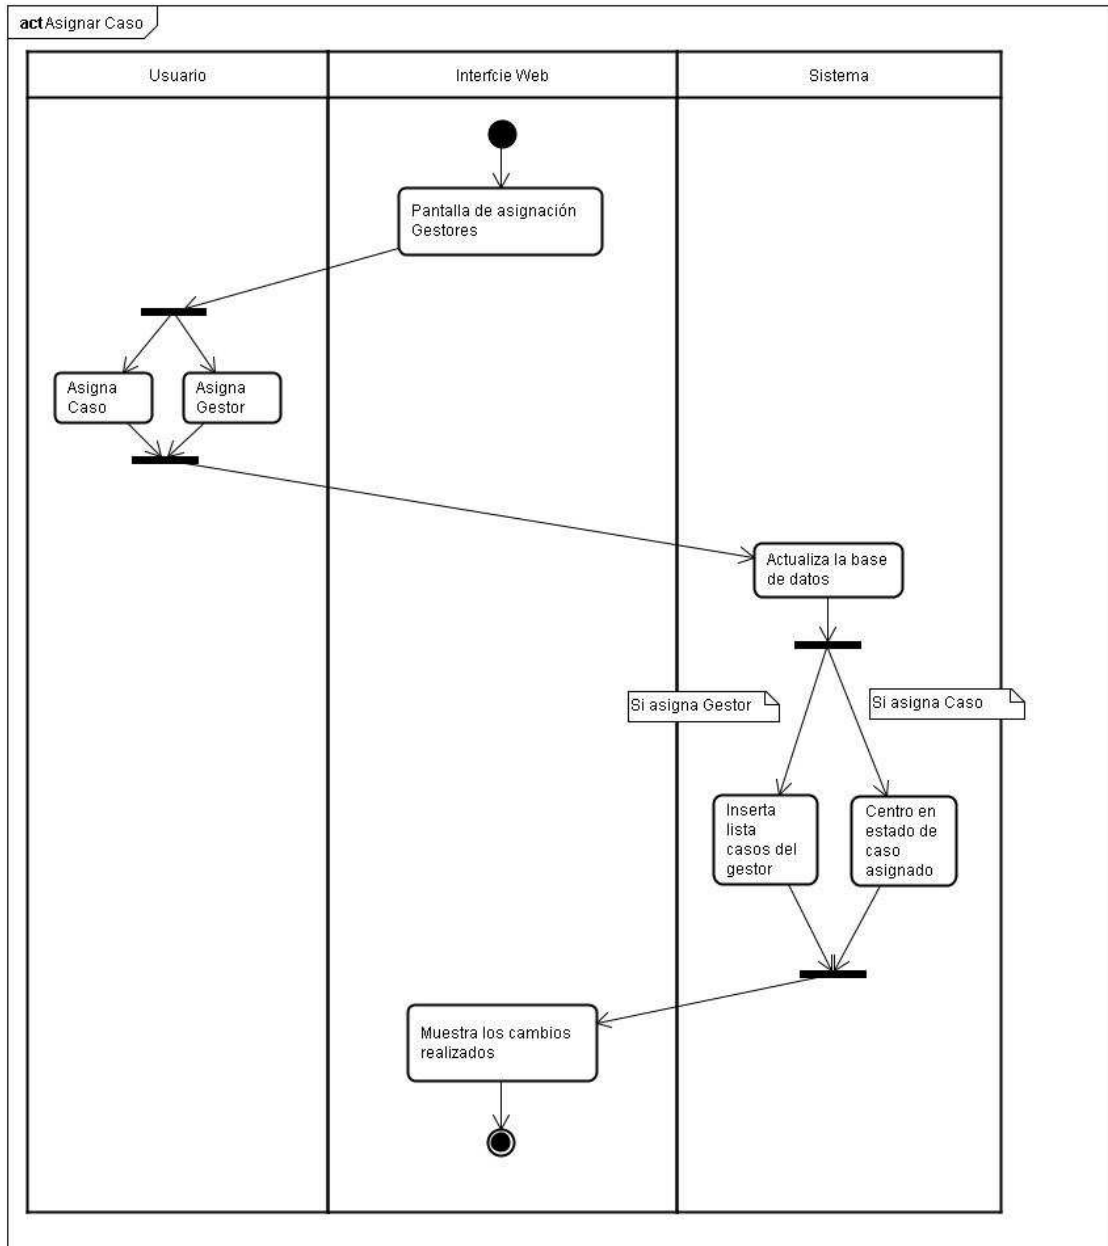 act Asignar Caso
Usuario
Interfcie Web
Sistema
Pantalla de asignación
Gestores
Asigna
Caso
Asigna
Gestor
Actualiza la base
de datos
Si asigna Gestor
Si asigna Caso
Inserta
lista
casos del
gestor
Centro en
estado de
caso
asignado
Muestra los cambios
realizados